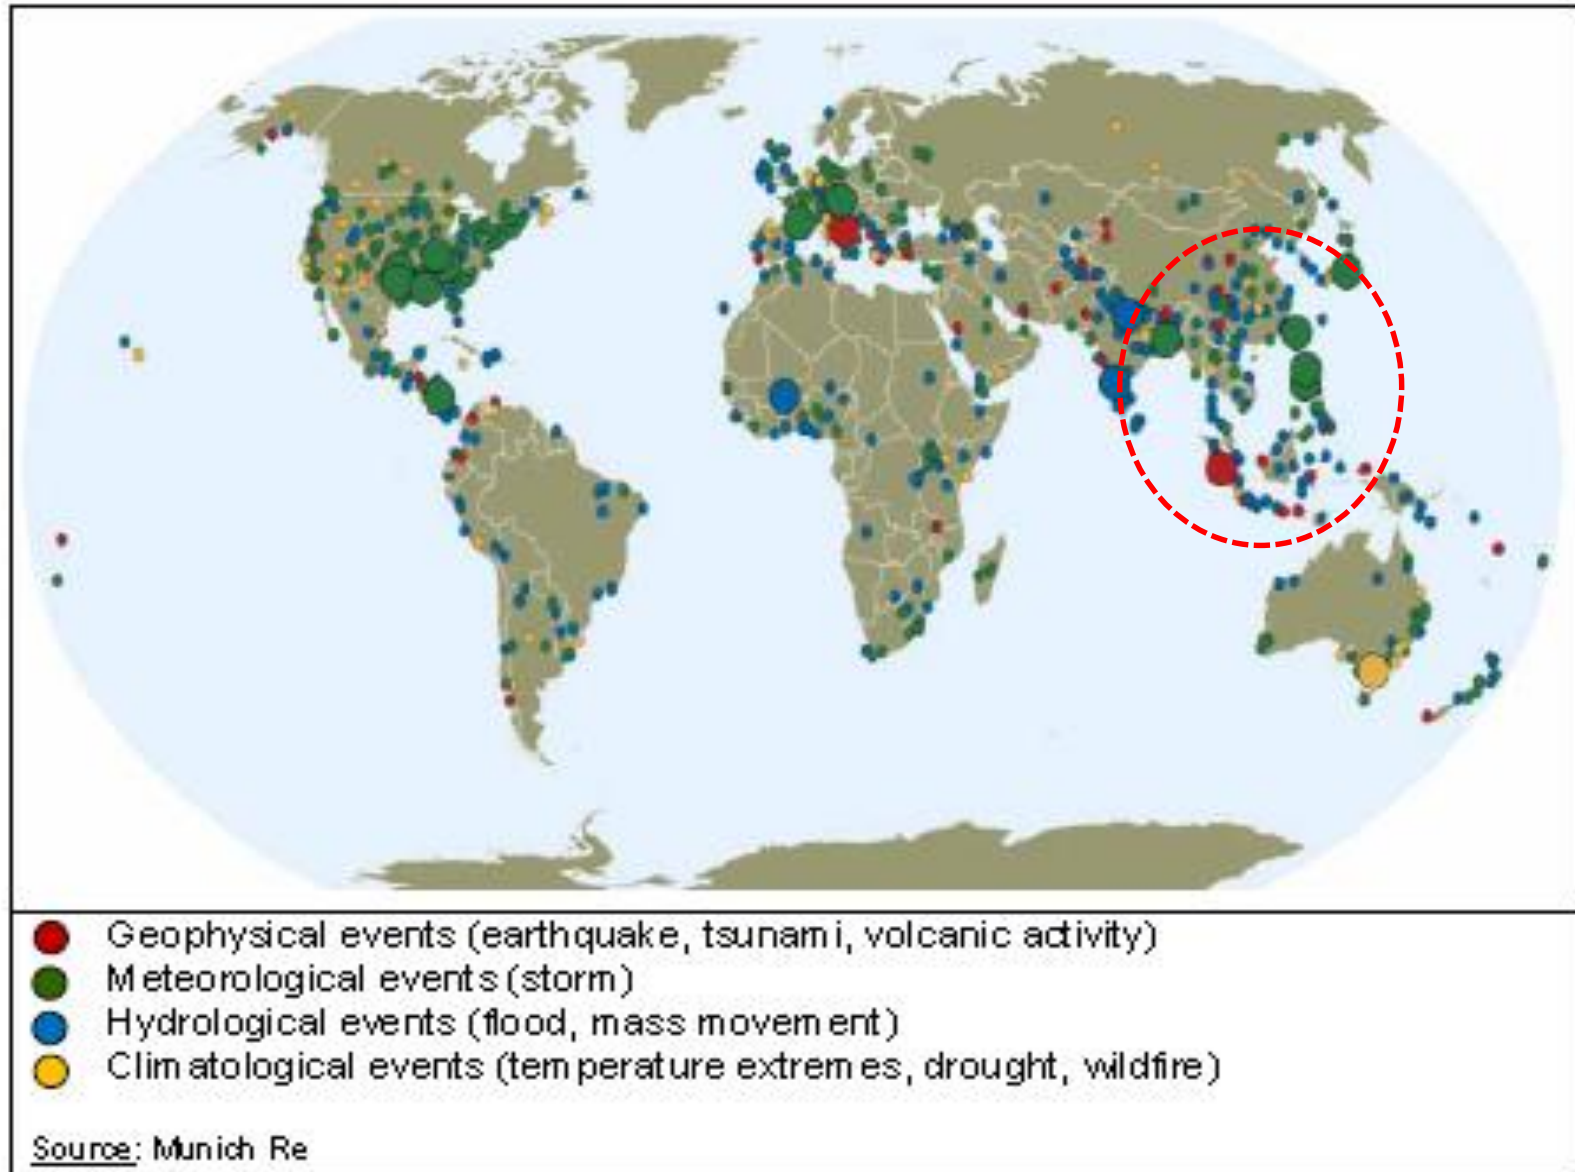 Geophysical events (earthquake, tsunami, volcanic activity)
Meteorological events (storm)
Hydrological events (flood, mass movement)
Climatological events (temperature extremes, drought, wildfire)
Source: Munich Re